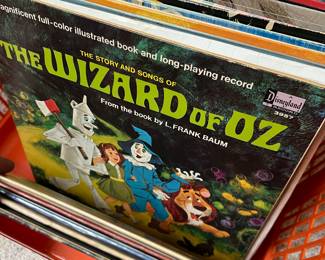 magnificent full-color illustrated book and long-playing record
THE STORY AND SONGS OF
THE WIZARD OF OZ
From the book by L. FRANK BAUM
Disneyland
3957